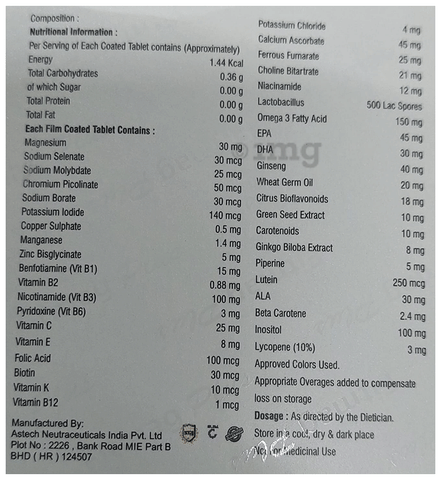 Composition :
Nutritional Information :
Per Serving of Each Coated Tablet contains (Approximately)
Energy 1.44 Kcal
Total Carbohydrates 0.36 g
of which Sugar 0.00 g
Total Protein 0.00 g
Total Fat 0.00 g
Each Film Coated Tablet Contains :
Magnesium 30 mg
Sodium Selenate 30 mcg
Sodium Molybdate 25 mcg
Chromium Picolinate 50 mcg
Sodium Borate 30 mcg
Potassium Iodide 140 mcg
Copper Sulphate 0.5 mg
Manganese 1.4 mg
Zinc Bisglycinate 5 mg
Benfotiamine (Vit B1) 15 mg
Vitamin B2 0.88 mg
Nicotinamide (Vit B3) 100 mg
Pyridoxine (Vit B6) 3 mg
Vitamin C 25 mg
Vitamin E 8 mg
Folic Acid 100 mcg
Biotin 30 mcg
Vitamin K 10 mcg
Vitamin B12 1 mcg
Manufactured By:
Astech Neutraceuticals India Pvt. Ltd
Plot No : 2226 , Bank Road MIE Part B
BHD ( HR ) 124507
Potassium Chloride 4 mg
Calcium Ascorbate 45 mg
Ferrous Fumarate 25 mg
Choline Bitartrate 21 mg
Niacinamide 12 mg
Lactobacillus 500 Lac Spores
Omega 3 Fatty Acid 150 mg
EPA 45 mg
DHA 30 mg
Ginseng 40 mg
Wheat Germ Oil 20 mg
Citrus Bioflavonoids 18 mg
Green Seed Extract 10 mg
Carotenoids 10 mg
Ginkgo Biloba Extract 8 mg
Piperine 5 mg
Lutein 250 mcg
ALA 30 mg
Beta Carotene 2.4 mg
Inositol 100 mg
Lycopene (10%) 3 mg
Approved Colors Used.
Appropriate Overages added to compensate
loss on storage
Dosage : As directed by the Dietician.
Store in a cool, dry & dark place
Not for Medicinal Use